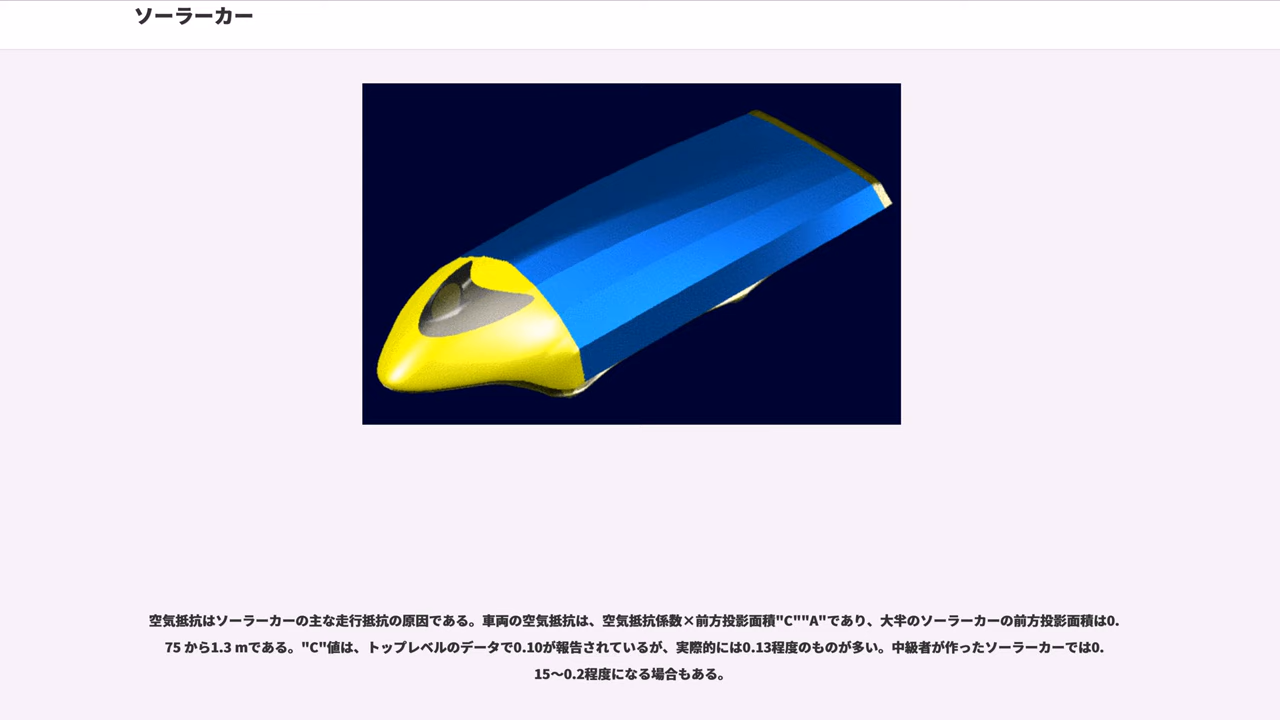 ソーラーカー
空気抵抗はソーラーカーの主な走行抵抗の原因である。車両の空気抵抗は、空気抵抗係数×前方投影面積"C""A"であり、大半のソーラーカーの前方投影面積は0.
75 から1.3 mである。"C"値は、トップレベルのデータで0.10が報告されているが、実際的には0.13程度のものが多い。中級者が作ったソーラーカーでは0.
15〜0.2程度になる場合もある。